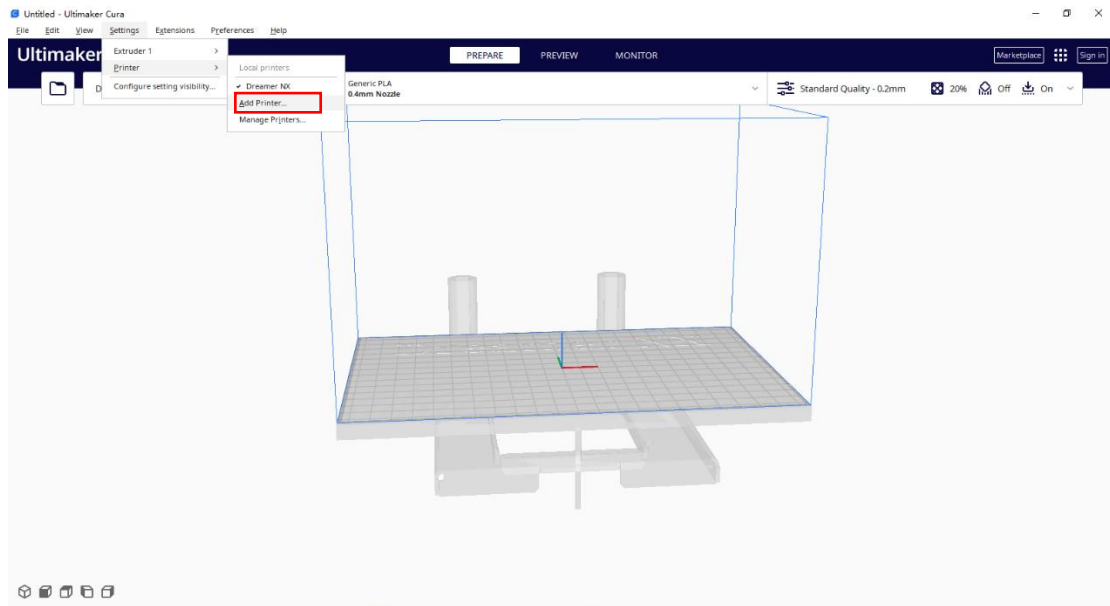 Untitled - Ultimaker Cura
File Edit View Settings Extensions Preferences Help
Ultimaker
PREPARE PREVIEW MONITOR
Marketplace Sign in
Extruder 1
Printer
Configure setting visibility...
Local printers
Dreamer NX
Add Printer...
Manage Printers...
D
Generic PLA
0.4mm Nozzle
Standard Quality - 0.2mm 20% Off On